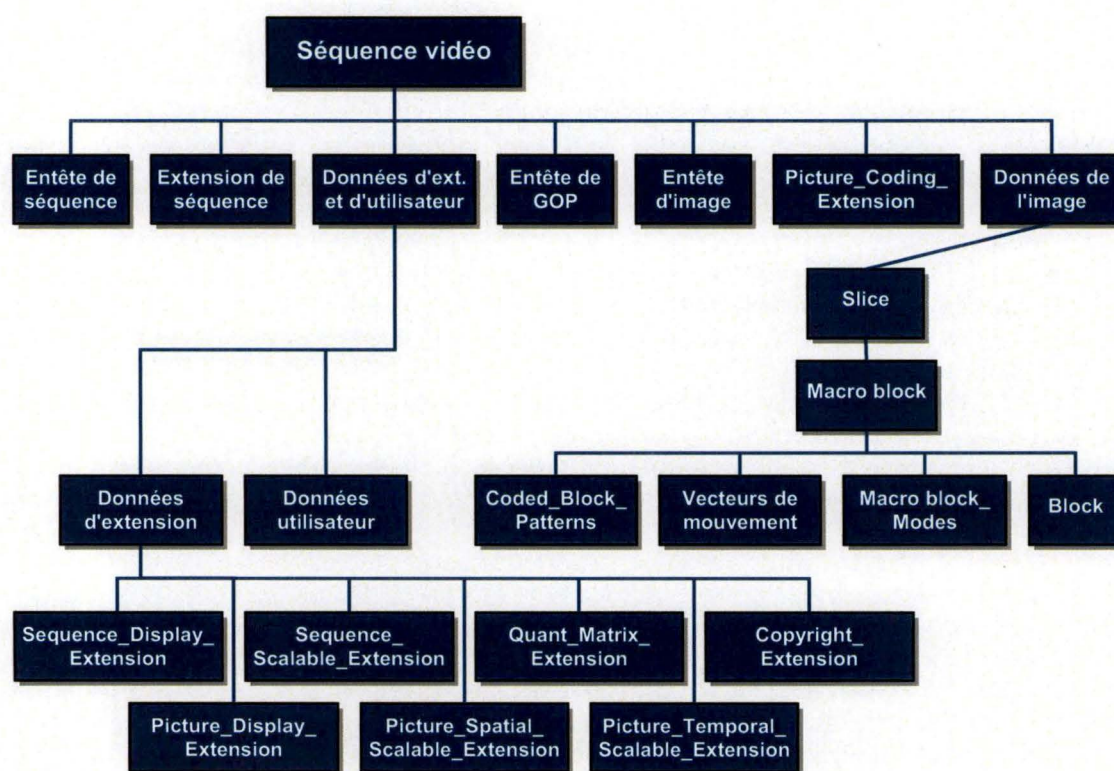 Séquence vidéo
Entête de
séquence
Extension de
séquence
Données d'ext.
et d'utilisateur
Entête de
GOP
Entête
d'image
Picture_Coding_
Extension
Données de
l'image
Slice
Macro block
Données
d'extension
Données
utilisateur
Coded_Block_
Patterns
Vecteurs de
mouvement
Macro block_
Modes
Block
Sequence_Display_
Extension
Sequence_
Scalable_Extension
Quant_Matrix_
Extension
Copyright_
Extension
Picture_Display_
Extension
Picture_Spatial_
Scalable_Extension
Picture_Temporal_
Scalable_Extension